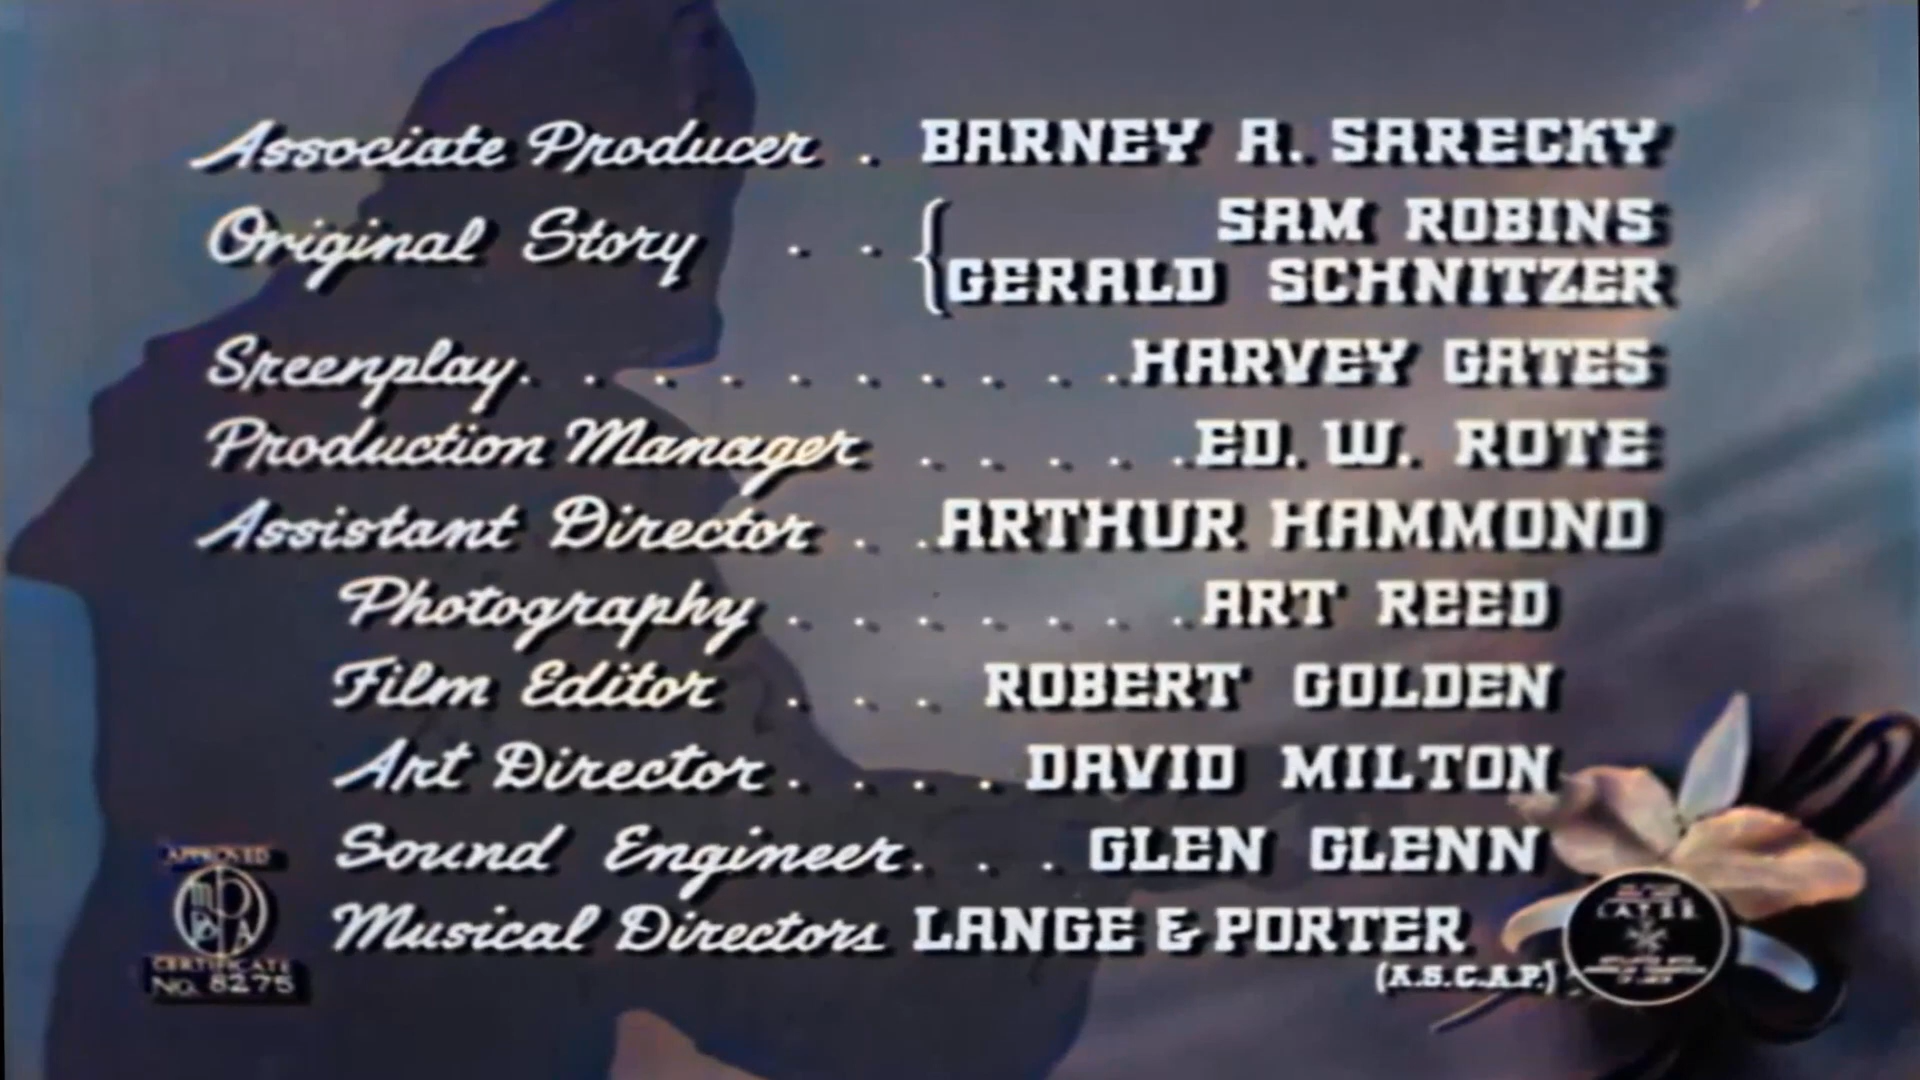 Associate Producer . BARNEY A. SARECKY
Original Story . . { SAM ROBINS
GERALD SCHNITZER
Sreenplay. . . . . . . . . .HARVEY GATES
Production Manager . . . . .ED. W. ROTE
Assistant Director . .ARTHUR HAMMOND
Photography . . . . . . .ART REED
Film Editor . . . ROBERT GOLDEN
Art Director. . . . DAVID MILTON
Sound Engineer. . . GLEN GLENN
Musical Directors LANGE & PORTER
(A.S.C.A.P.)
APPROVED
MPPDA
CERTIFICATE
NO. 8275